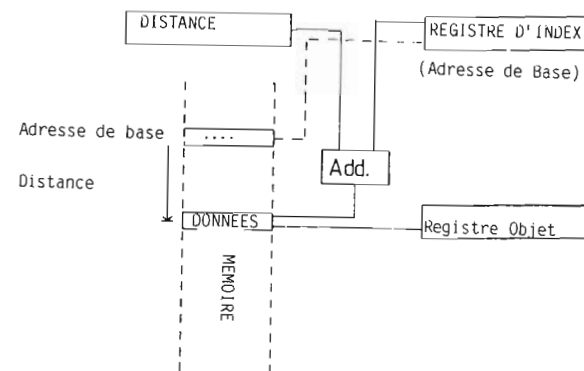 DISTANCE
REGISTRE D'INDEX
(Adresse de Base)
Adresse de base
....
Add.
Distance
DONNEES
Registre Objet
MEMOIRE